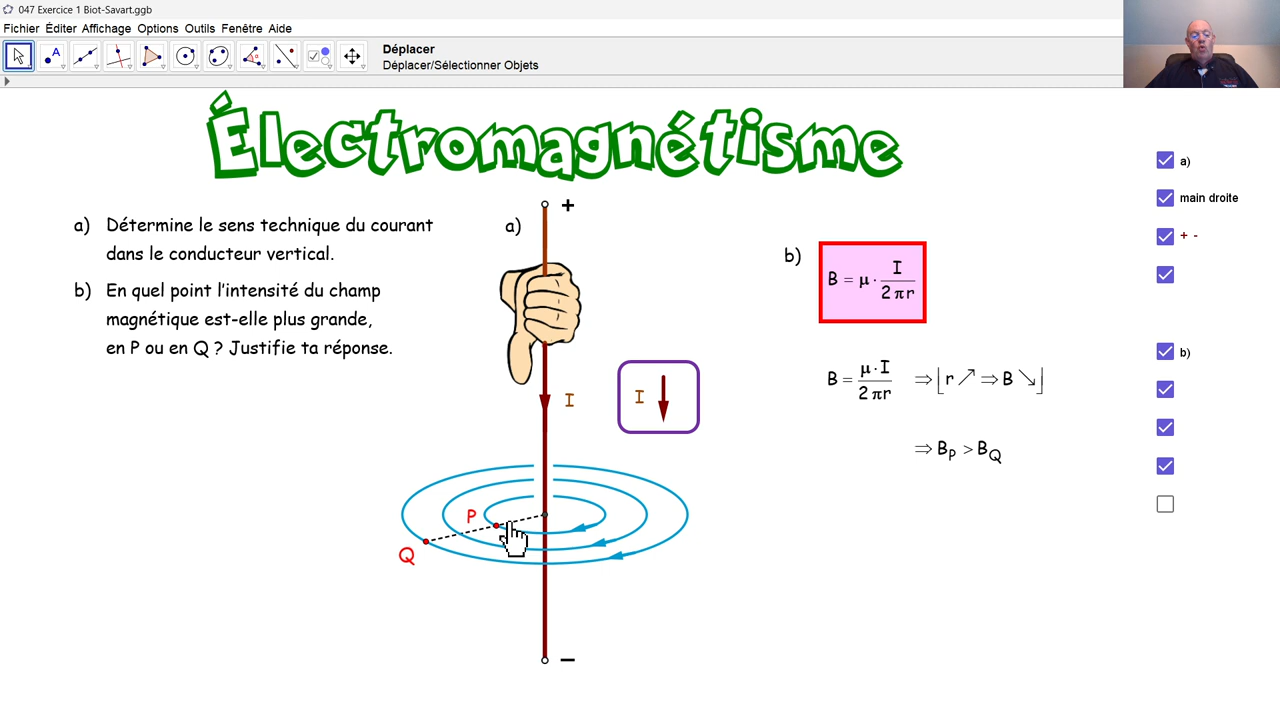 047 Exercice 1 Biot-Savart.ggb
Fichier Éditer Affichage Options Outils Fenêtre Aide
Déplacer
Déplacer/Sélectionner Objets
Électromagnétisme
a) Détermine le sens technique du courant
dans le conducteur vertical.
b) En quel point l'intensité du champ
magnétique est-elle plus grande,
en P ou en Q ? Justifie ta réponse.
a)
+
I
I
P
Q
−
b)
B = μ · I / 2 π r
B = μ · I / 2 π r ⇒ ⌊ r ↗ ⇒ B ↘ ⌋
⇒ B_P > B_Q
a)
main droite
+ -
b)